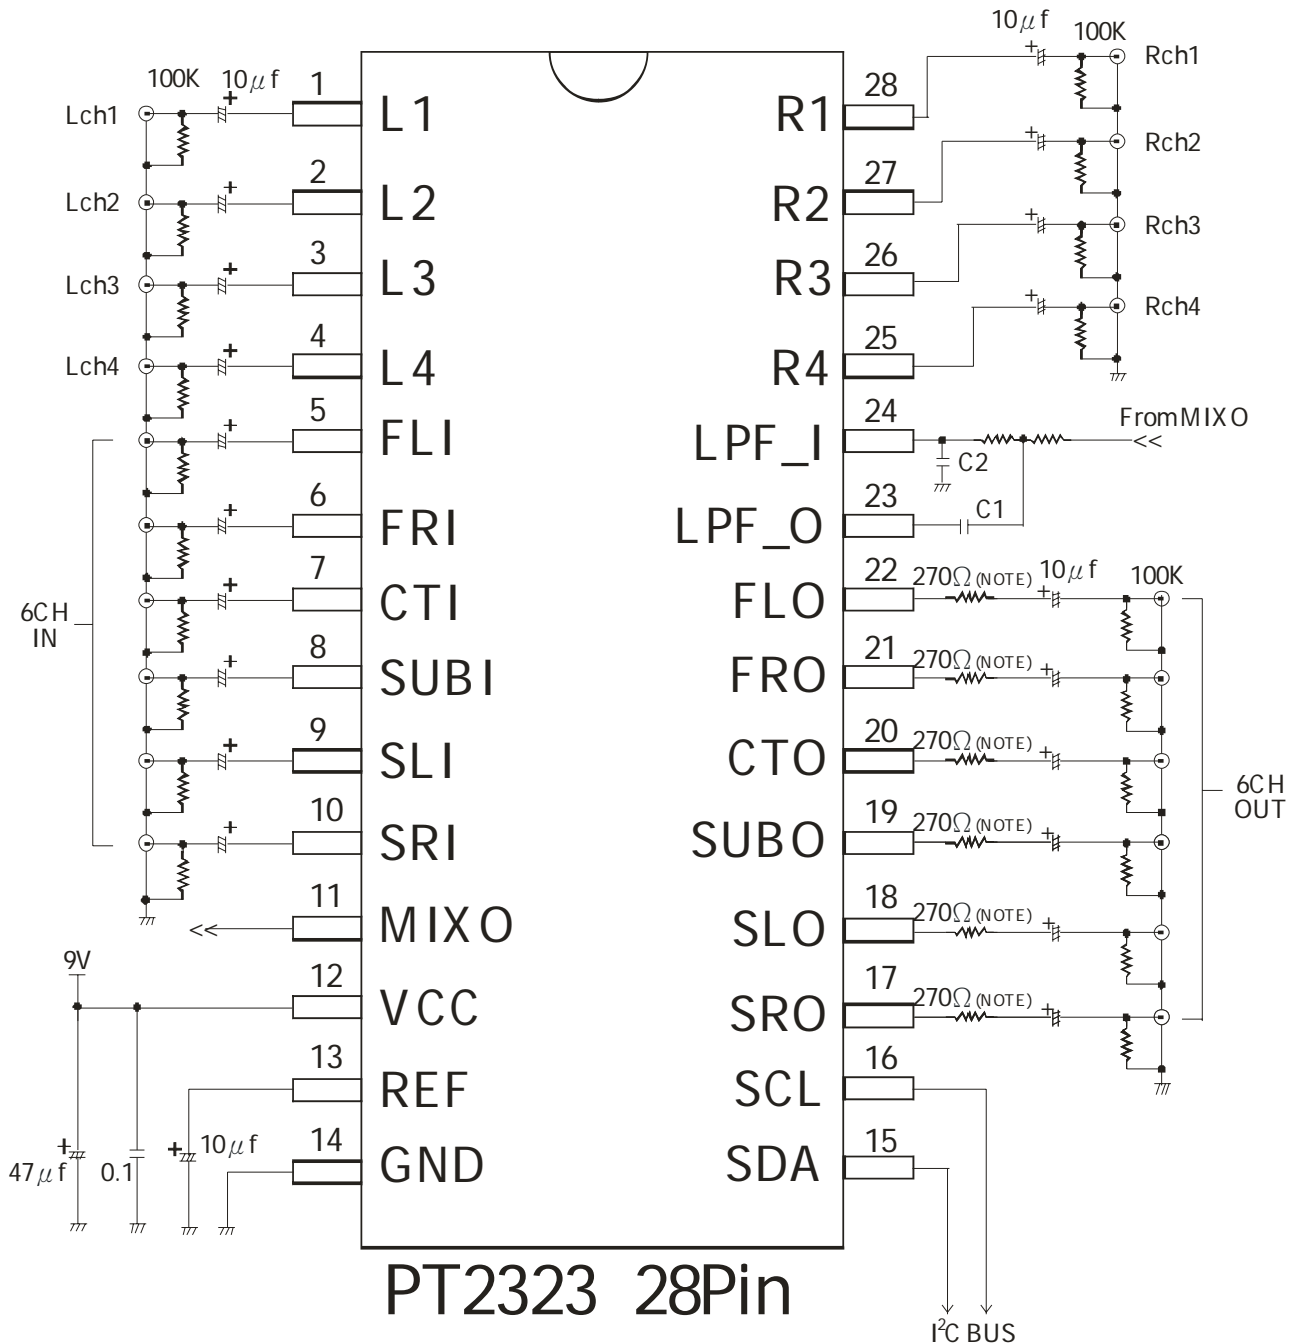 10μf 100K
Rch1
100K 10μf
+
1
L1
Lch1
28
R1
+
2
L2
Lch2
27
R2
+
Rch2
+
3
L3
Lch3
26
R3
+
Rch3
+
4
L4
Lch4
25
R4
+
Rch4
+
5
FLI
24
LPF_I
From MIXO
<<
C2
+
6
FRI
23
LPF_O
C1
+
7
CTI
22
FLO
270Ω (NOTE)
10μf
+
100K
6CH
IN
+
8
SUBI
21
FRO
270Ω (NOTE)
+
+
9
SLI
20
CTO
270Ω (NOTE)
+
6CH
OUT
+
10
SRI
19
SUBO
270Ω (NOTE)
+
<<
11
MIXO
18
SLO
270Ω (NOTE)
+
9V
12
VCC
17
SRO
270Ω (NOTE)
+
13
REF
16
SCL
+
47μf
0.1
+
10μf
14
GND
15
SDA
PT2323 28Pin
I²C BUS